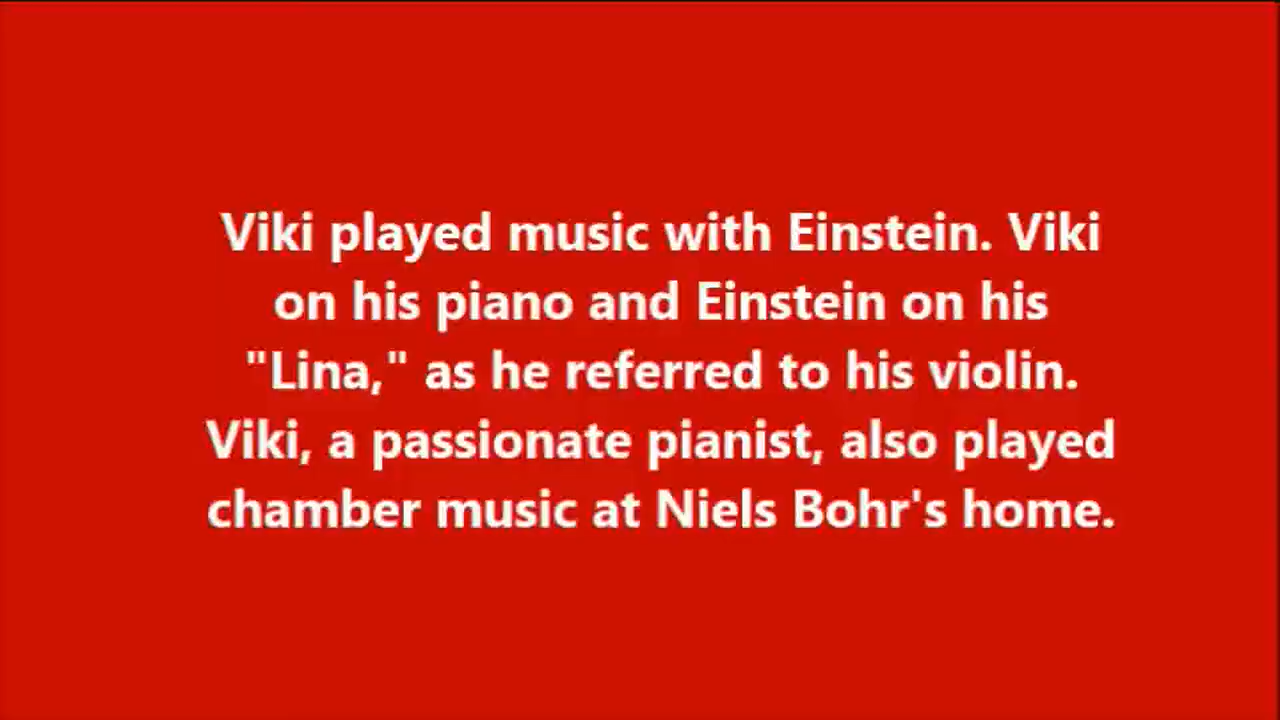 Viki played music with Einstein. Viki
on his piano and Einstein on his
"Lina," as he referred to his violin.
Viki, a passionate pianist, also played
chamber music at Niels Bohr's home.